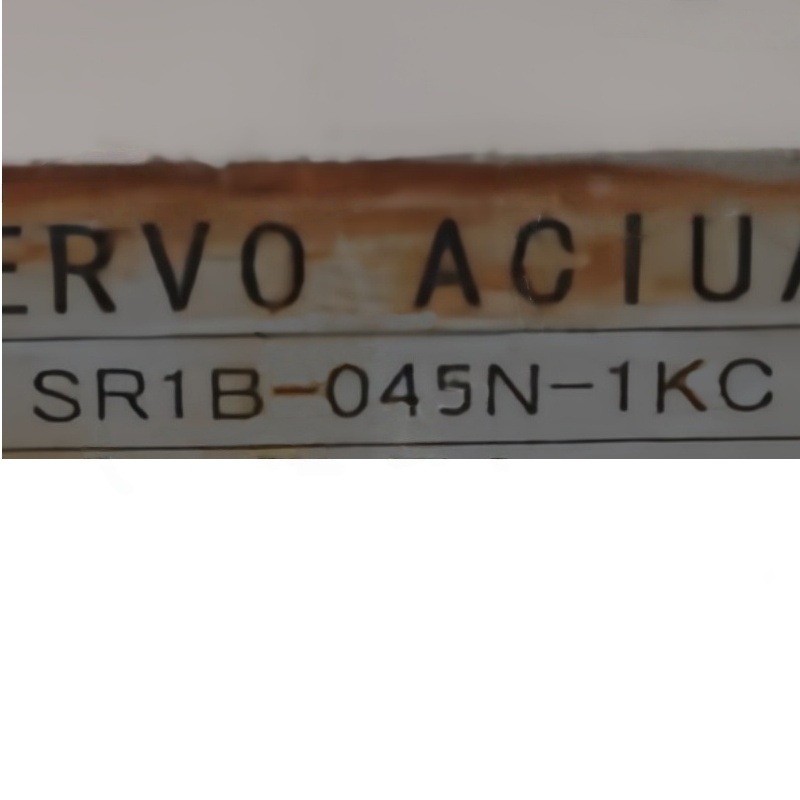 ERVO ACIUA
SR1B-045N-1KC